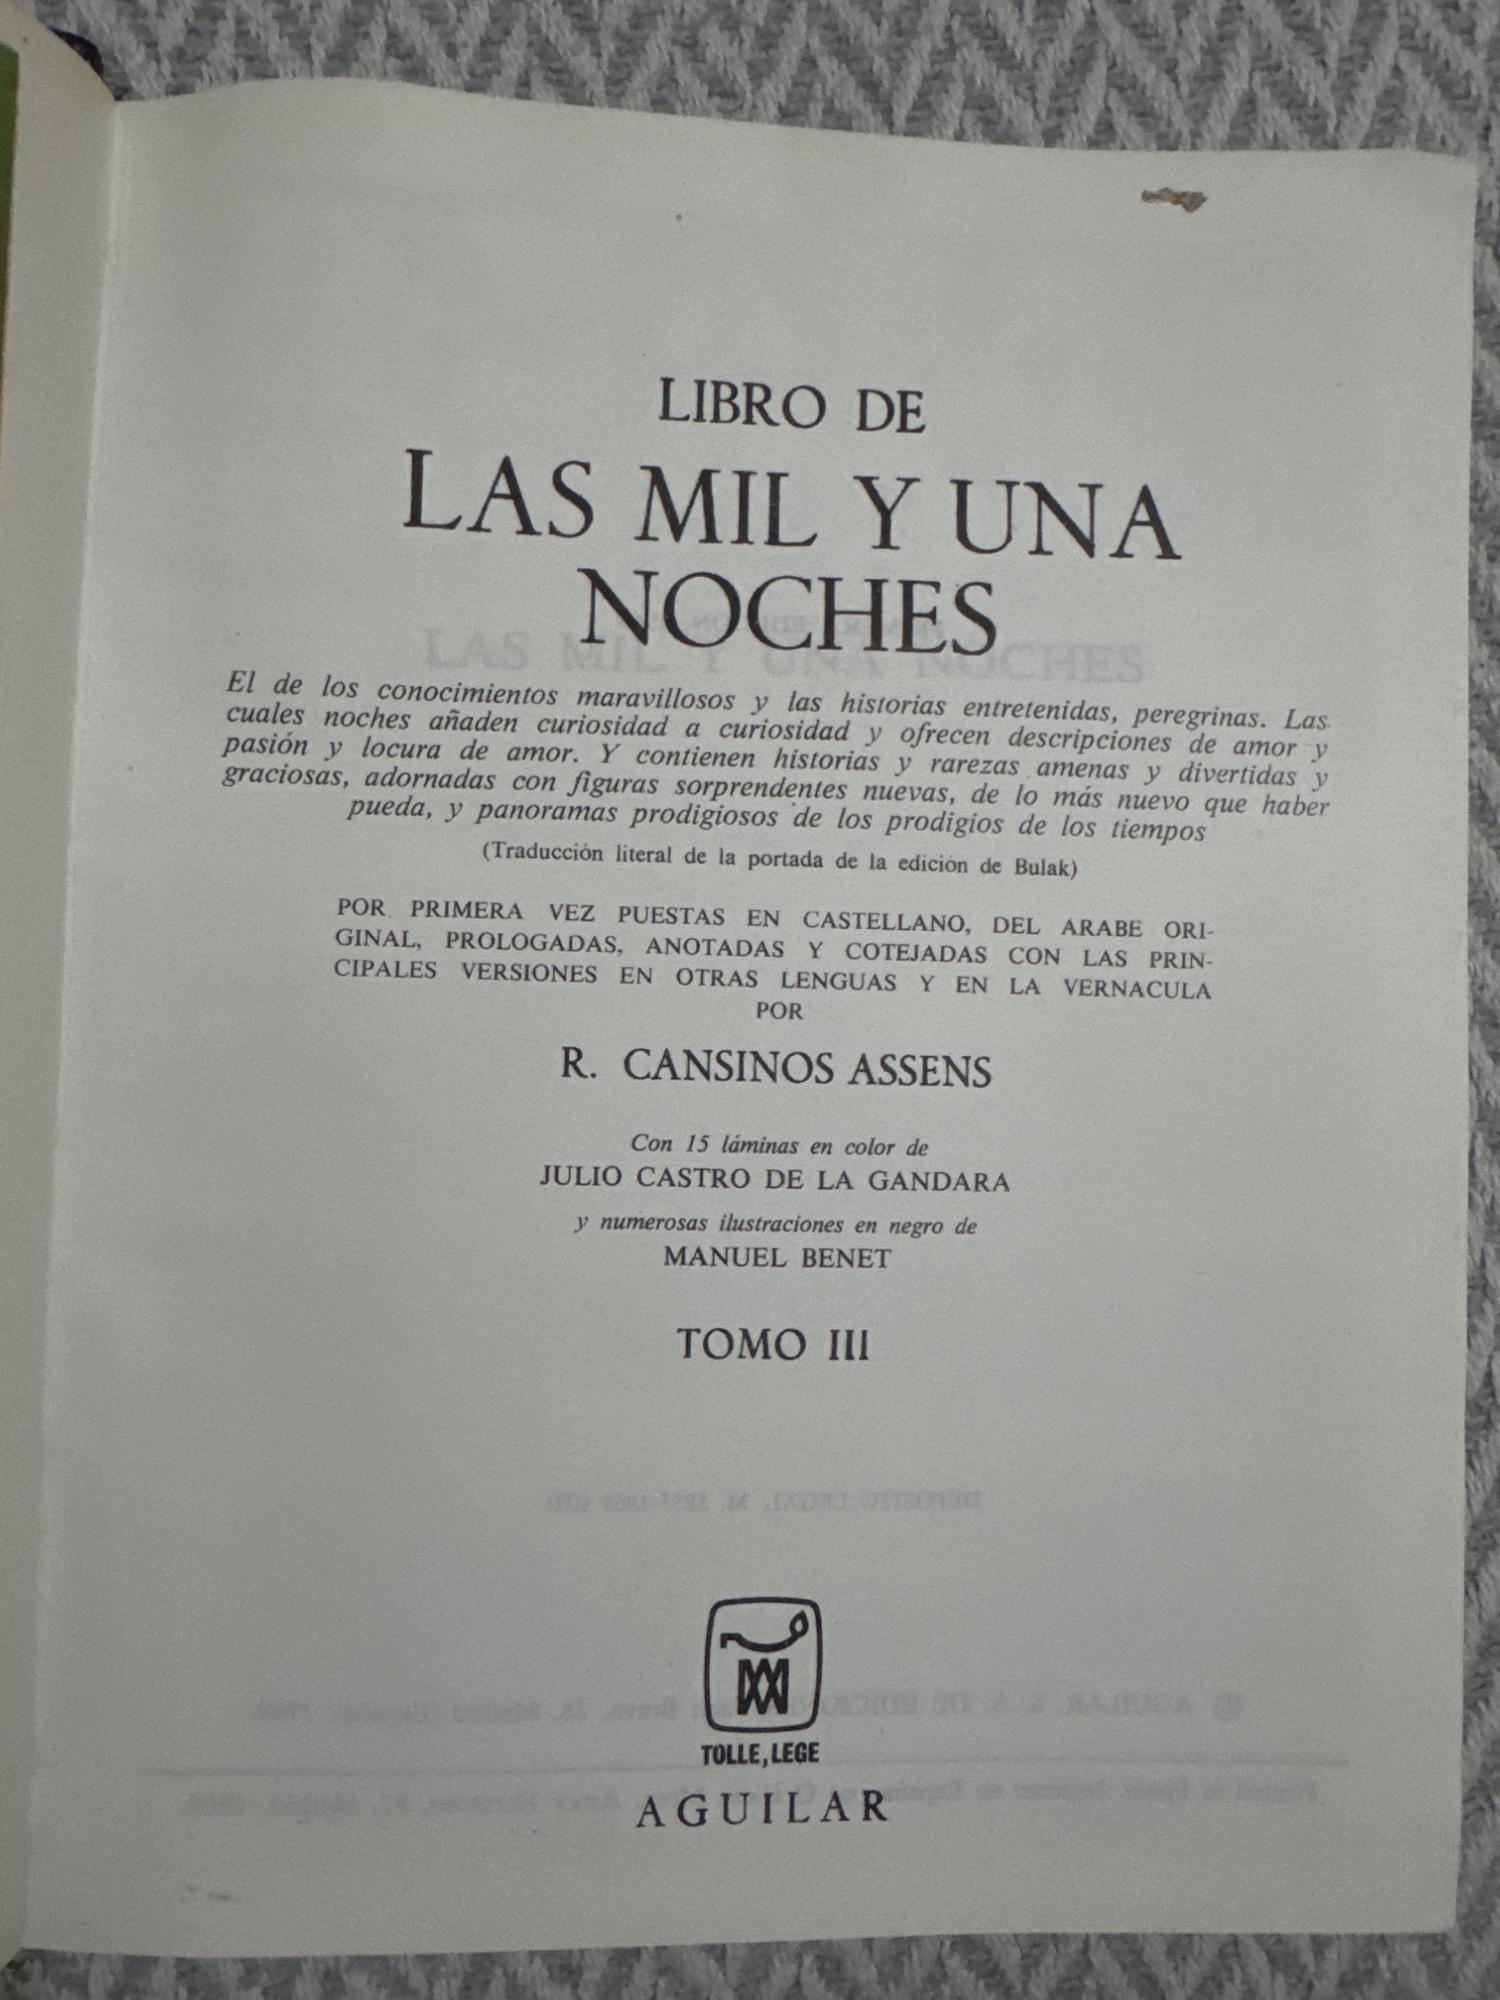 LIBRO DE
LAS MIL Y UNA
NOCHES
El de los conocimientos maravillosos y las historias entretenidas, peregrinas. Las
cuales noches añaden curiosidad a curiosidad y ofrecen descripciones de amor y
pasión y locura de amor. Y contienen historias y rarezas amenas y divertidas y
graciosas, adornadas con figuras sorprendentes nuevas, de lo más nuevo que haber
pueda, y panoramas prodigiosos de los prodigios de los tiempos
(Traducción literal de la portada de la edición de Bulak)
POR PRIMERA VEZ PUESTAS EN CASTELLANO, DEL ARABE ORI-
GINAL, PROLOGADAS, ANOTADAS Y COTEJADAS CON LAS PRIN-
CIPALES VERSIONES EN OTRAS LENGUAS Y EN LA VERNACULA
POR
R. CANSINOS ASSENS
Con 15 láminas en color de
JULIO CASTRO DE LA GANDARA
y numerosas ilustraciones en negro de
MANUEL BENET
TOMO III
TOLLE, LEGE
AGUILAR